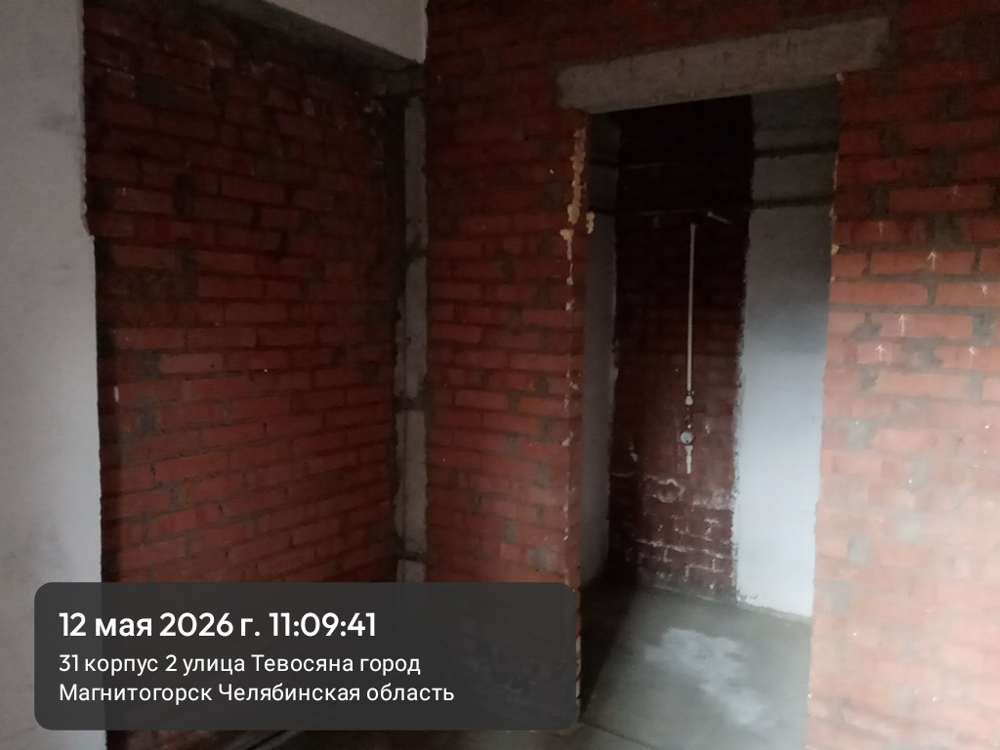 12 мая 2026 г. 11:09:41
31 корпус 2 улица Тевосяна город
Магнитогорск Челябинская область